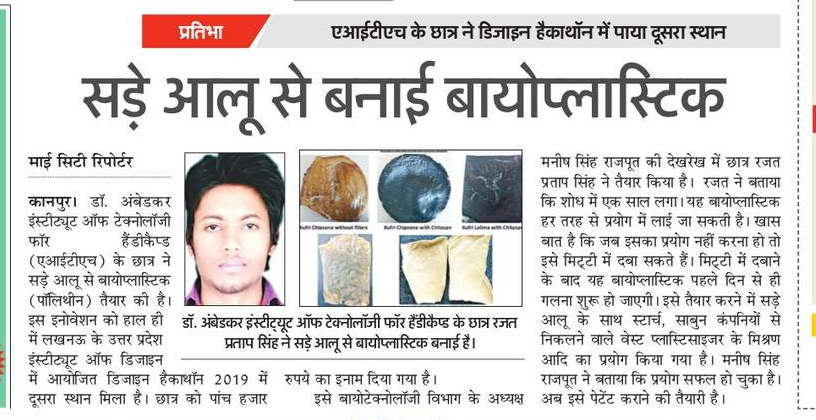 प्रतिभा
एआईटीएच के छात्र ने डिजाइन हैकाथॉन में पाया दूसरा स्थान
सड़े आलू से बनाई बायोप्लास्टिक
माई सिटी रिपोर्टर
कानपुर। डॉ. अंबेडकर
इंस्टीट्यूट ऑफ टेक्नोलॉजी
फॉर हैंडीकैप्ड
(एआईटीएच) के छात्र ने
सड़े आलू से बायोप्लास्टिक
(पॉलिथीन) तैयार की है।
इस इनोवेशन को हाल ही
में लखनऊ के उत्तर प्रदेश
इंस्टीट्यूट ऑफ डिजाइन
में आयोजित डिजाइन हैकाथॉन 2019 में
दूसरा स्थान मिला है। छात्र को पांच हजार
Kufri Chipsona without fillers
Kufri Chipsona with Chitosan
Kufri Lalima with Chitosan
डॉ. अंबेडकर इंस्टीट्यूट ऑफ टेक्नोलॉजी फॉर हैंडीकैप्ड के छात्र रजत
प्रताप सिंह ने सड़े आलू से बायोप्लास्टिक बनाई है।
रुपये का इनाम दिया गया है।
इसे बायोटेक्नोलॉजी विभाग के अध्यक्ष
मनीष सिंह राजपूत की देखरेख में छात्र रजत
प्रताप सिंह ने तैयार किया है। रजत ने बताया
कि शोध में एक साल लगा। यह बायोप्लास्टिक
हर तरह से प्रयोग में लाई जा सकती है। खास
बात है कि जब इसका प्रयोग नहीं करना हो तो
इसे मिट्टी में दबा सकते हैं। मिट्टी में दबाने
के बाद यह बायोप्लास्टिक पहले दिन से ही
गलना शुरू हो जाएगी। इसे तैयार करने में सड़े
आलू के साथ स्टार्च, साबुन कंपनियों से
निकलने वाले वेस्ट प्लास्टिसाइजर के मिश्रण
आदि का प्रयोग किया गया है। मनीष सिंह
राजपूत ने बताया कि प्रयोग सफल हो चुका है।
अब इसे पेटेंट कराने की तैयारी है।